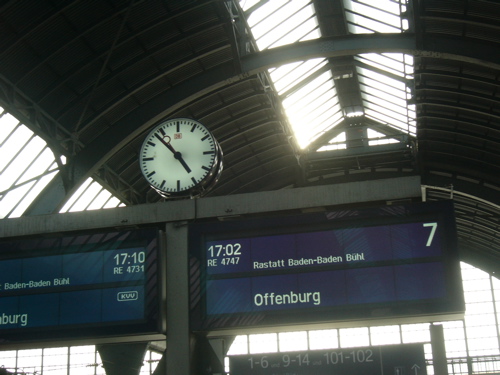 17:10
RE 4731
Baden-Baden Bühl
KVV
burg
17:02
RE 4747
Rastatt Baden-Baden Bühl
7
Offenburg
1-6 9-14 101-102